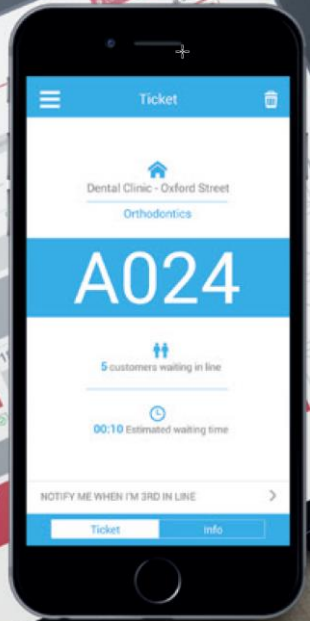 Ticket
Dental Clinic - Oxford Street
Orthodontics
A024
5 customers waiting in line
00:10 Estimated waiting time
NOTIFY ME WHEN I'M 3RD IN LINE
Ticket Info